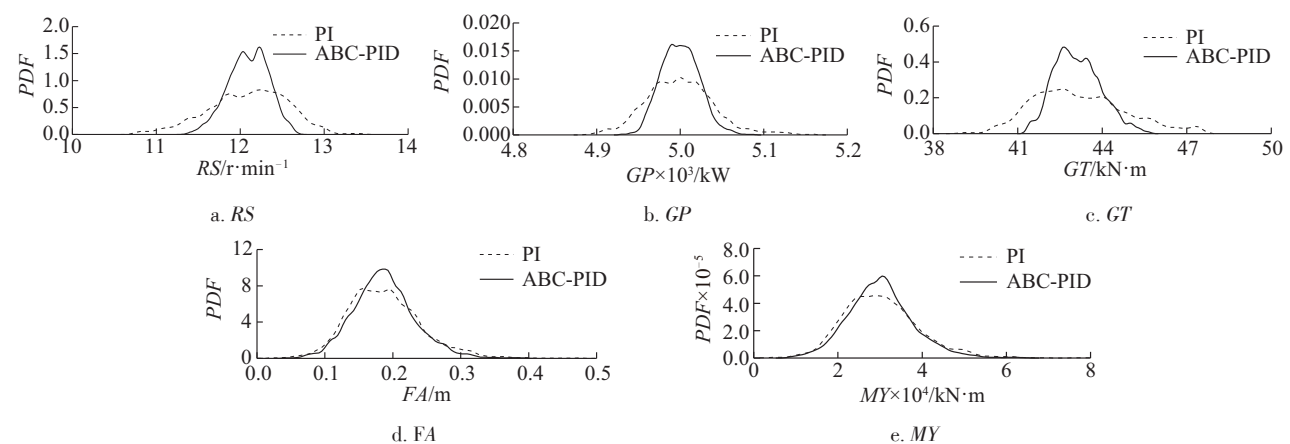 PI
ABC-PID
2.0
1.5
1.0
0.5
0.0
PDF
10 11 12 13 14
RS/r·min⁻¹
a. RS
PI
ABC-PID
0.020
0.015
0.010
0.005
0.000
PDF
4.8 4.9 5.0 5.1 5.2
GP×10³/kW
b. GP
PI
ABC-PID
0.6
0.4
0.2
0.0
PDF
38 41 44 47 50
GT/kN·m
c. GT
PI
ABC-PID
12
8
4
0
PDF
0.0 0.1 0.2 0.3 0.4 0.5
FA/m
d. FA
PI
ABC-PID
8.0
6.0
4.0
2.0
0.0
PDF×10⁻⁵
0 2 4 6 8
MY×10⁴/kN·m
e. MY